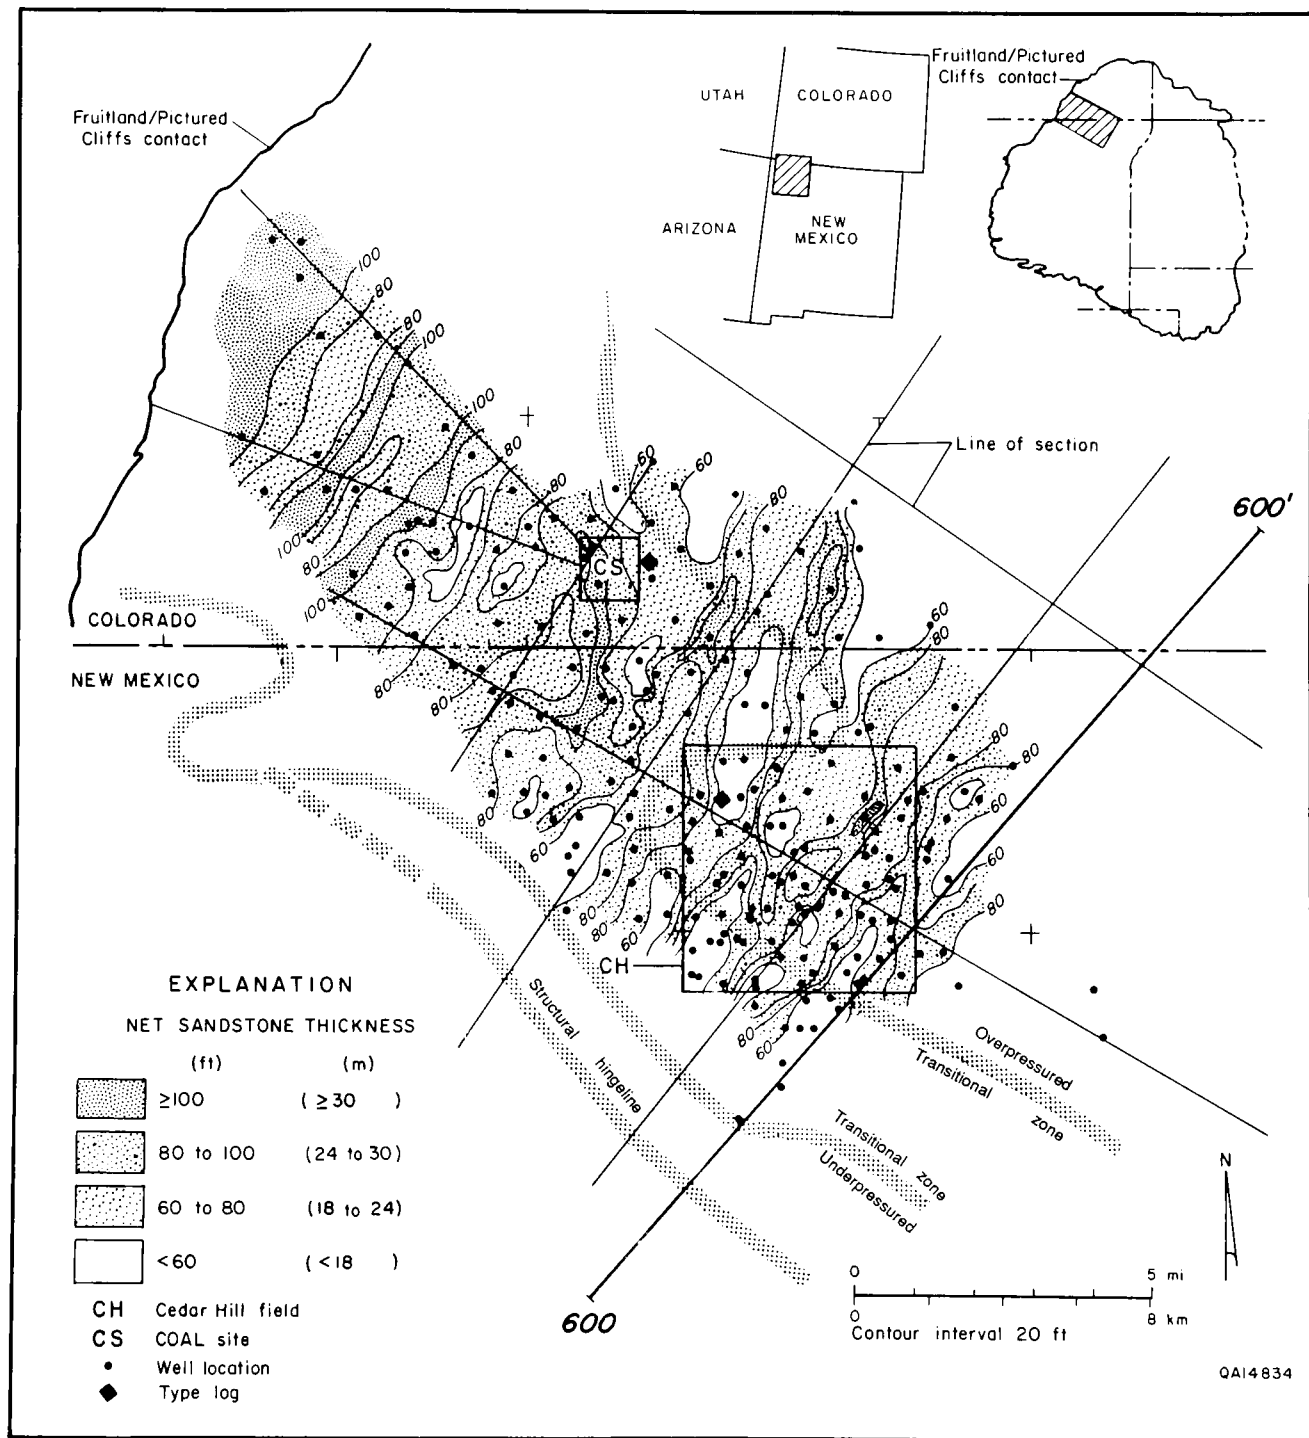 Fruitland/Pictured
Cliffs contact
UTAH
COLORADO
ARIZONA
NEW
MEXICO
Fruitland/Pictured
Cliffs contact
100
80
80
100
100
80
80
60
60
80
Line of section
600'
100
80
100
CS
COLORADO
NEW MEXICO
60
80
80
80
80
80
60
80
60
80
80
60
80
60
CH
80
60
Structural hingeline
Overpressured
Transitional zone
Transitional zone
Underpressured
600
EXPLANATION
NET SANDSTONE THICKNESS
(ft) (m)
≥100 (≥30 )
80 to 100 (24 to 30)
60 to 80 (18 to 24)
<60 (<18 )
CH Cedar Hill field
CS COAL site
Well location
Type log
N
0 5 mi
0 8 km
Contour interval 20 ft
QA14834